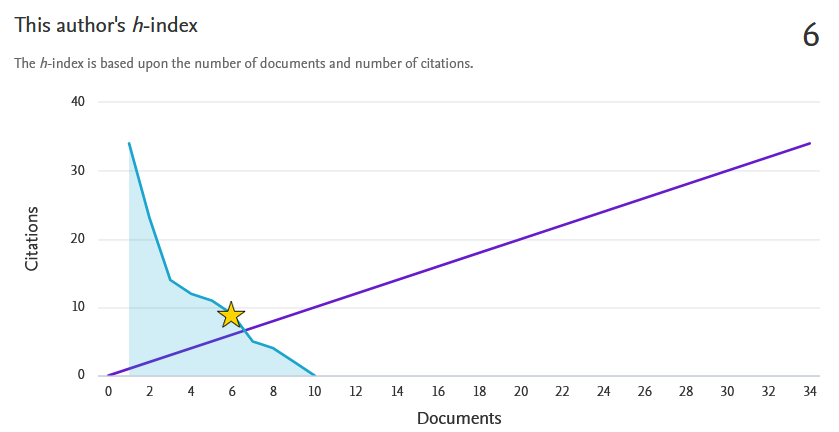 This author's h-index
6
The h-index is based upon the number of documents and number of citations.
40
30
20
10
0
Citations
0 2 4 6 8 10 12 14 16 18 20 22 24 26 28 30 32 34
Documents